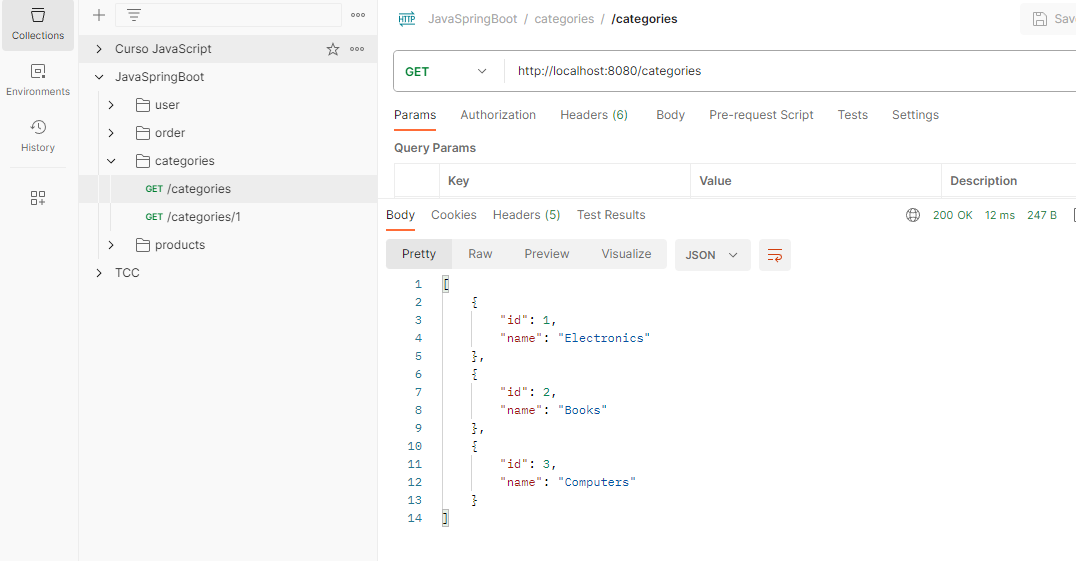 Collections
Environments
History
Curso JavaScript
JavaSpringBoot
user
order
categories
GET /categories
GET /categories/1
products
TCC
HTTP JavaSpringBoot / categories / /categories
GET http://localhost:8080/categories
Params Authorization Headers (6) Body Pre-request Script Tests Settings
Query Params
Key Value Description
Body Cookies Headers (5) Test Results 200 OK 12 ms 247 B
Pretty Raw Preview Visualize JSON
1 [
2 {
3 "id": 1,
4 "name": "Electronics"
5 },
6 {
7 "id": 2,
8 "name": "Books"
9 },
10 {
11 "id": 3,
12 "name": "Computers"
13 }
14 ]